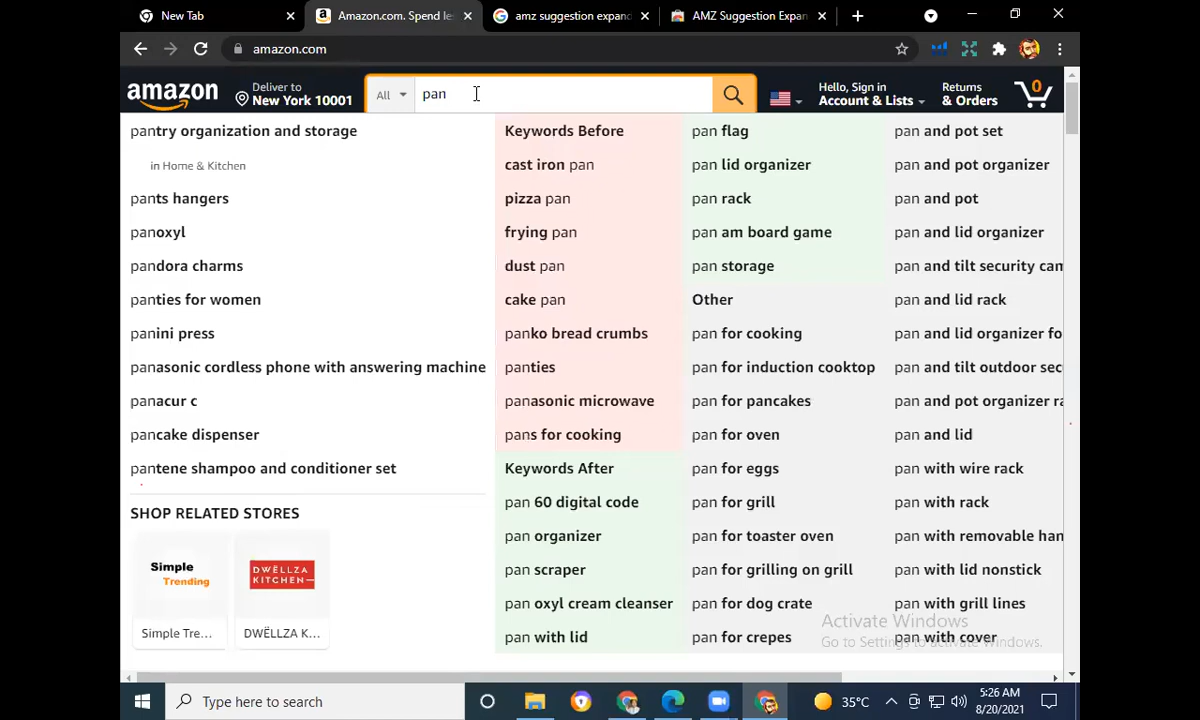 New Tab
Amazon.com. Spend le
amz suggestion expand
AMZ Suggestion Expan
amazon.com
amazon
Deliver to
New York 10001
All
pan
Hello, Sign in
Account & Lists
Returns
& Orders
0
pantry organization and storage
in Home & Kitchen
pants hangers
panoxyl
pandora charms
panties for women
panini press
panasonic cordless phone with answering machine
panacur c
pancake dispenser
pantene shampoo and conditioner set
SHOP RELATED STORES
Simple
Trending
DWËLLZA
KITCHEN
Simple Tre...
DWËLLZA K...
Keywords Before
cast iron pan
pizza pan
frying pan
dust pan
cake pan
panko bread crumbs
panties
panasonic microwave
pans for cooking
Keywords After
pan 60 digital code
pan organizer
pan scraper
pan oxyl cream cleanser
pan with lid
pan flag
pan lid organizer
pan rack
pan am board game
pan storage
Other
pan for cooking
pan for induction cooktop
pan for pancakes
pan for oven
pan for eggs
pan for grill
pan for toaster oven
pan for grilling on grill
pan for dog crate
pan for crepes
pan and pot set
pan and pot organizer
pan and pot
pan and lid organizer
pan and tilt security cam
pan and lid rack
pan and lid organizer fo
pan and tilt outdoor sec
pan and pot organizer ra
pan and lid
pan with wire rack
pan with rack
pan with removable han
pan with lid nonstick
pan with grill lines
pan with cover
Activate Windows
Go to Settings to activate Windows.
Type here to search
35°C
5:26 AM
8/20/2021